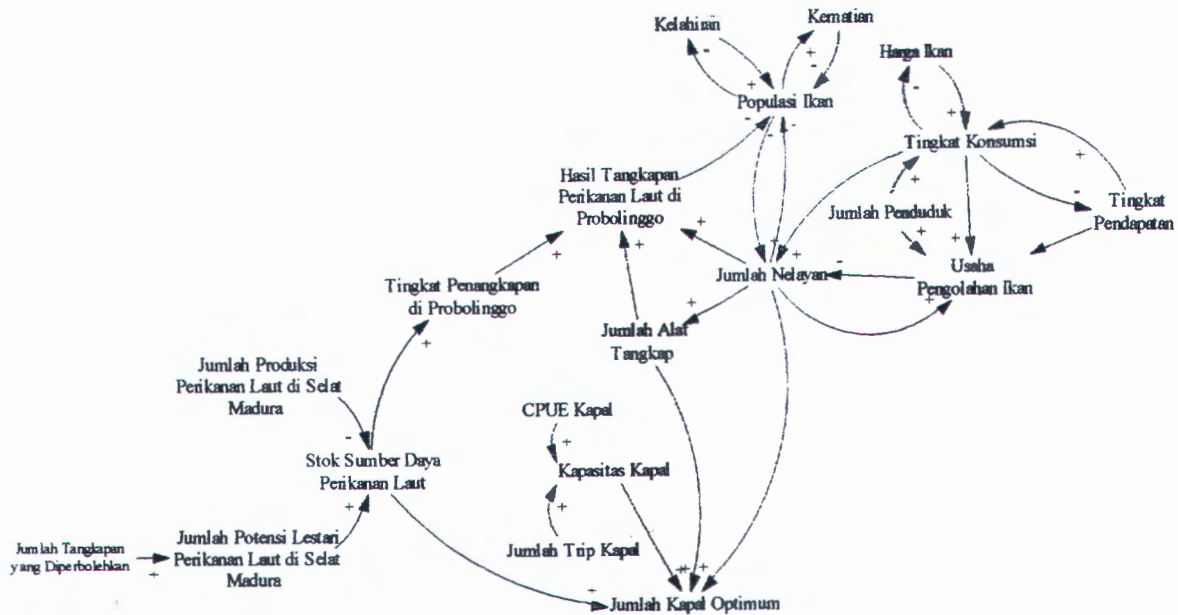 Kelahiran
Kematian
Harga Ikan
Populasi Ikan
Tingkat Konsumsi
Hasil Tangkapan
Perikanan Laut di
Probolinggo
Jumlah Penduduk
Tingkat
Pendapatan
Tingkat Penangkapan
di Probolinggo
Jumlah Nelayan
Usaha
Pengolahan Ikan
Jumlah Alat
Tangkap
Jumlah Produksi
Perikanan Laut di Selat
Madura
CPUE Kapal
Stok Sumber Daya
Perikanan Laut
Kapasitas Kapal
Jumlah Tangkapan
yang Diperbolehkan
Jumlah Potensi Lestari
Perikanan Laut di Selat
Madura
Jumlah Trip Kapal
Jumlah Kapal Optimum